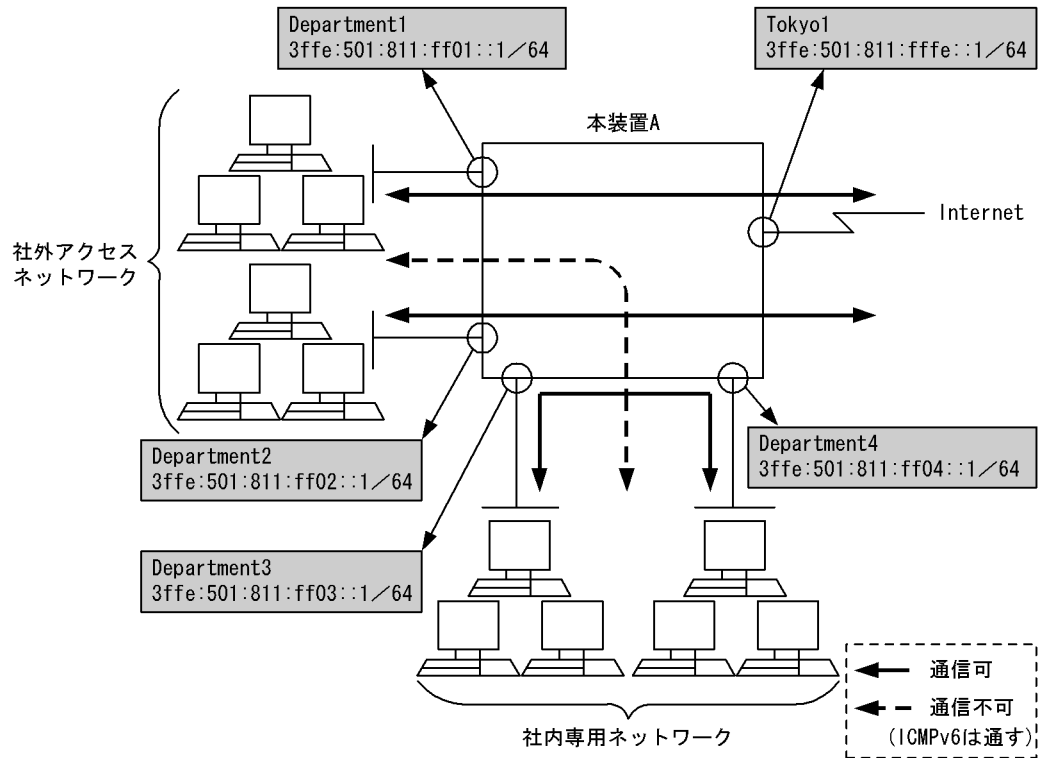 Department1
3ffe:501:811:ff01::1／64
Tokyo1
3ffe:501:811:fffe::1／64
本装置A
Internet
社外アクセス
ネットワーク
Department2
3ffe:501:811:ff02::1／64
Department4
3ffe:501:811:ff04::1／64
Department3
3ffe:501:811:ff03::1／64
通信可
通信不可
(ICMPv6は通す)
社内専用ネットワーク